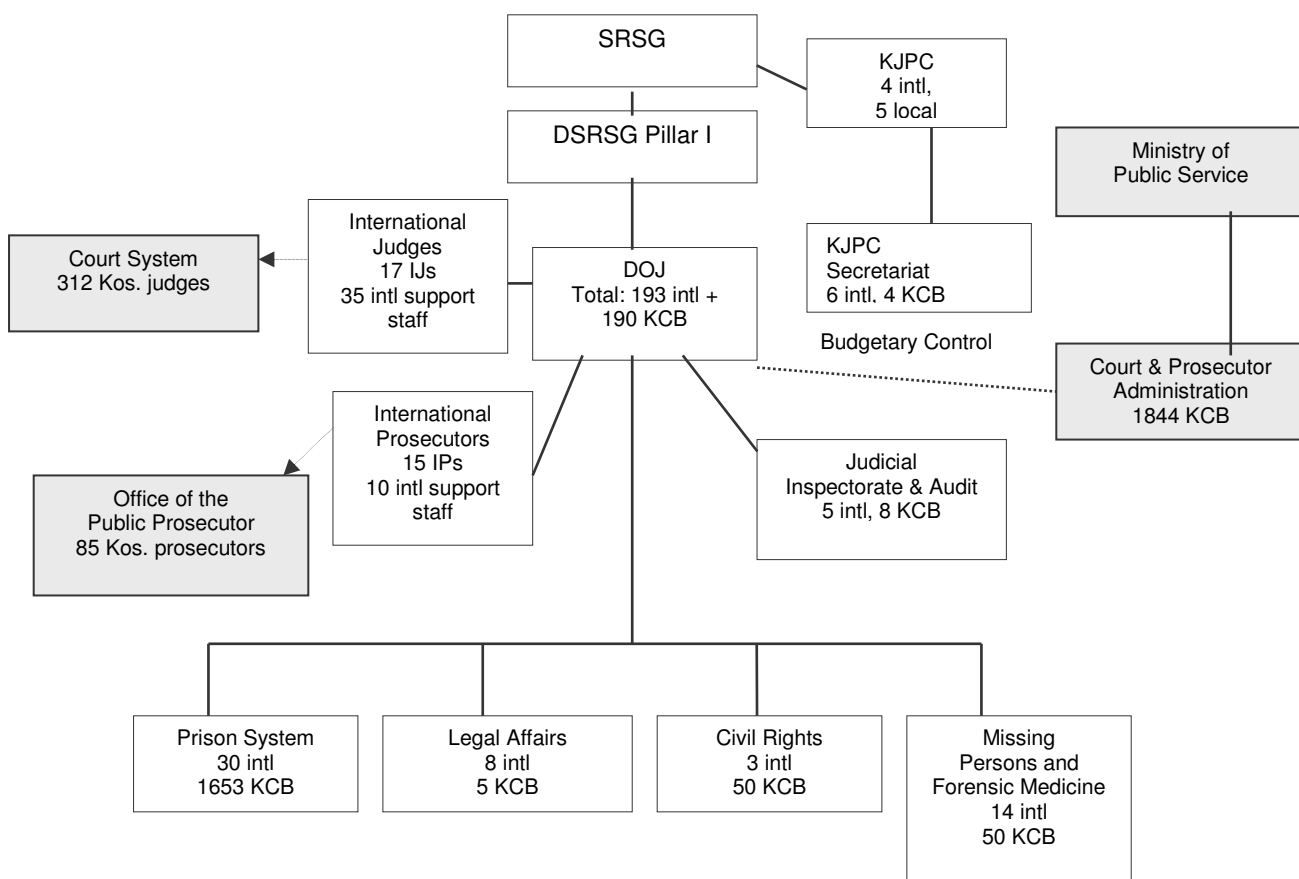 SRSG
KJPC
4 intl,
5 local
DSRSG Pillar I
Ministry of
Public Service
International
Judges
17 IJs
35 intl support
staff
Court System
312 Kos. judges
DOJ
Total: 193 intl +
190 KCB
KJPC
Secretariat
6 intl, 4 KCB
Budgetary Control
Court & Prosecutor
Administration
1844 KCB
International
Prosecutors
15 IPs
10 intl support
staff
Judicial
Inspectorate & Audit
5 intl, 8 KCB
Office of the
Public Prosecutor
85 Kos. prosecutors
Prison System
30 intl
1653 KCB
Legal Affairs
8 intl
5 KCB
Civil Rights
3 intl
50 KCB
Missing
Persons and
Forensic Medicine
14 intl
50 KCB